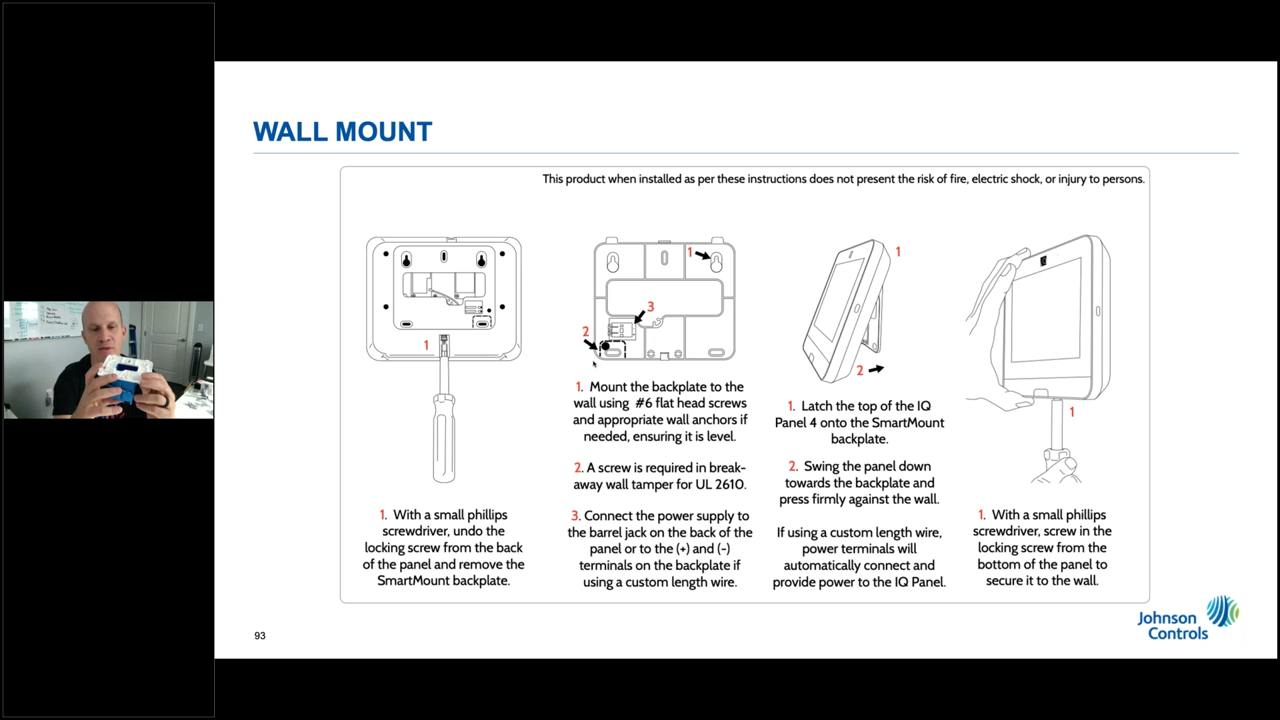 WALL MOUNT
This product when installed as per these instructions does not present the risk of fire, electric shock, or injury to persons.
1
1
2
3
1
2
1
1. With a small phillips
screwdriver, undo the
locking screw from the back
of the panel and remove the
SmartMount backplate.
1. Mount the backplate to the
wall using #6 flat head screws
and appropriate wall anchors if
needed, ensuring it is level.
2. A screw is required in break-
away wall tamper for UL 2610.
3. Connect the power supply to
the barrel jack on the back of the
panel or to the (+) and (-)
terminals on the backplate if
using a custom length wire.
1. Latch the top of the IQ
Panel 4 onto the SmartMount
backplate.
2. Swing the panel down
towards the backplate and
press firmly against the wall.
If using a custom length wire,
power terminals will
automatically connect and
provide power to the IQ Panel.
1. With a small phillips
screwdriver, screw in the
locking screw from the
bottom of the panel to
secure it to the wall.
93
Johnson
Controls